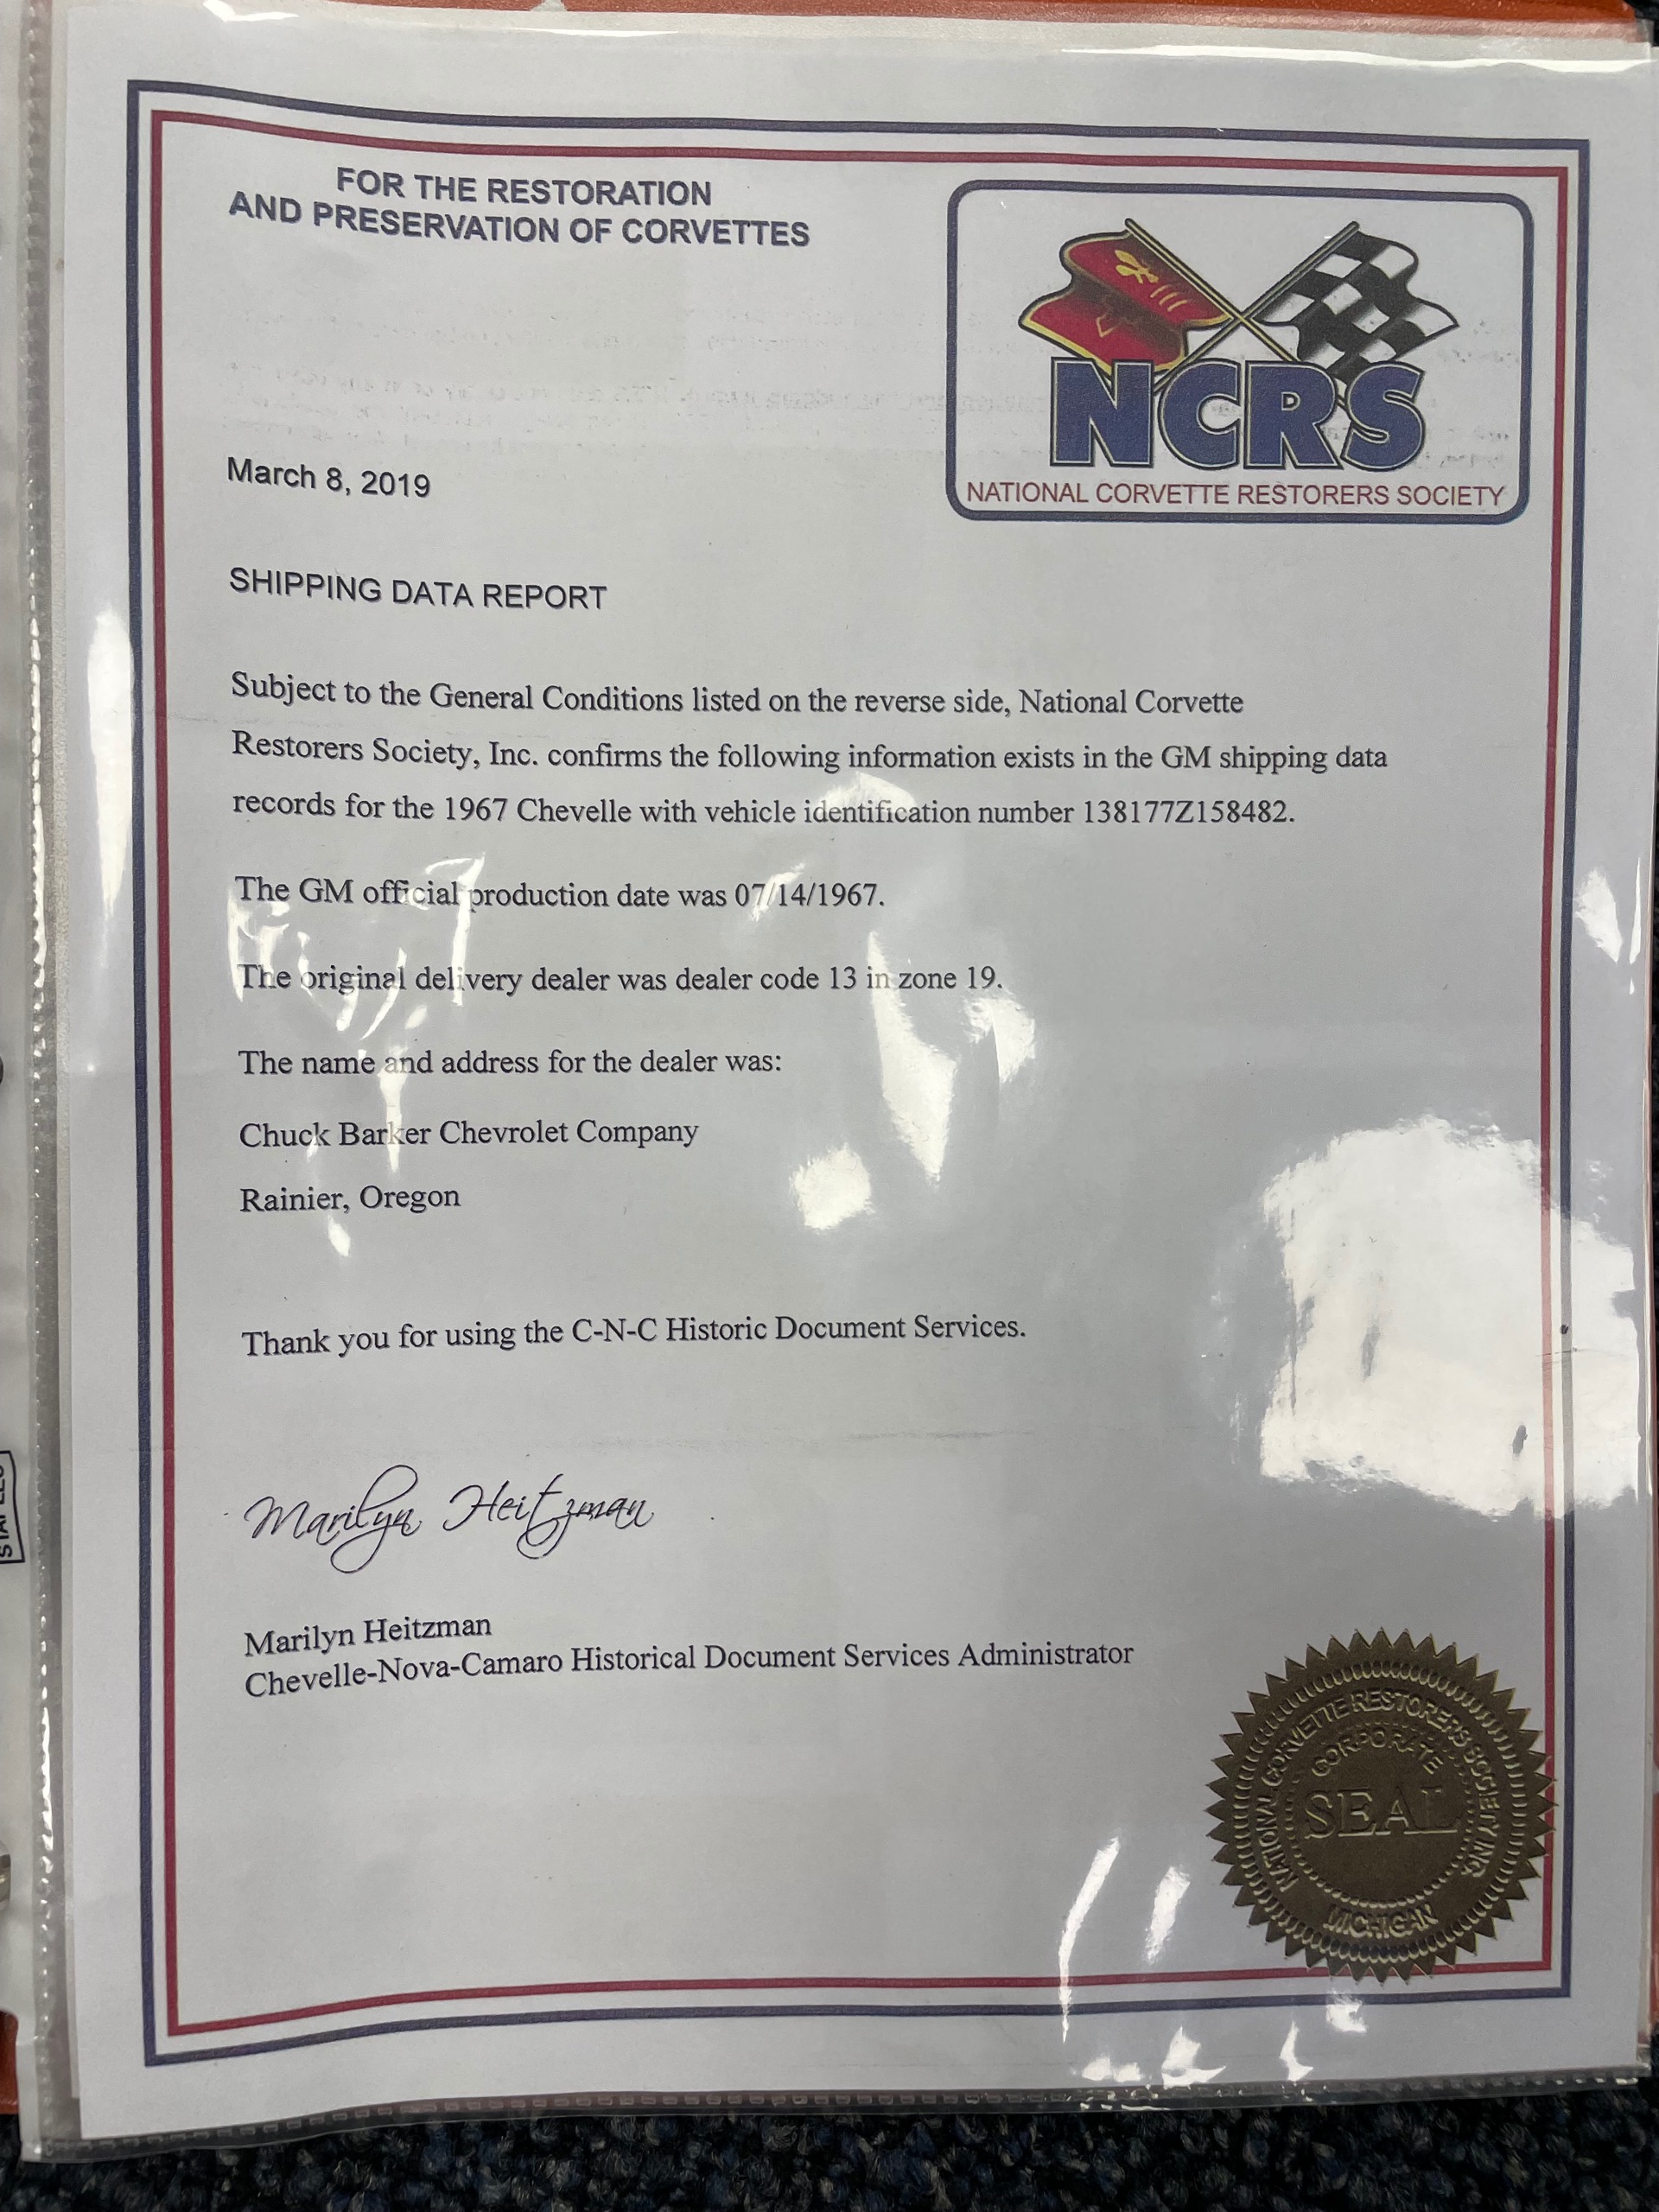 FOR THE RESTORATION
AND PRESERVATION OF CORVETTES
NCRS
NATIONAL CORVETTE RESTORERS SOCIETY
March 8, 2019
SHIPPING DATA REPORT
Subject to the General Conditions listed on the reverse side, National Corvette
Restorers Society, Inc. confirms the following information exists in the GM shipping data
records for the 1967 Chevelle with vehicle identification number 138177Z158482.
The GM official production date was 07/14/1967.
The original delivery dealer was dealer code 13 in zone 19.
The name and address for the dealer was:
Chuck Barker Chevrolet Company
Rainier, Oregon
Thank you for using the C-N-C Historic Document Services.
Marilyn Heitzman
Marilyn Heitzman
Chevelle-Nova-Camaro Historical Document Services Administrator
NATIONAL CORVETTE RESTORERS SOCIETY INC.
CORPORATE
SEAL
MICHIGAN